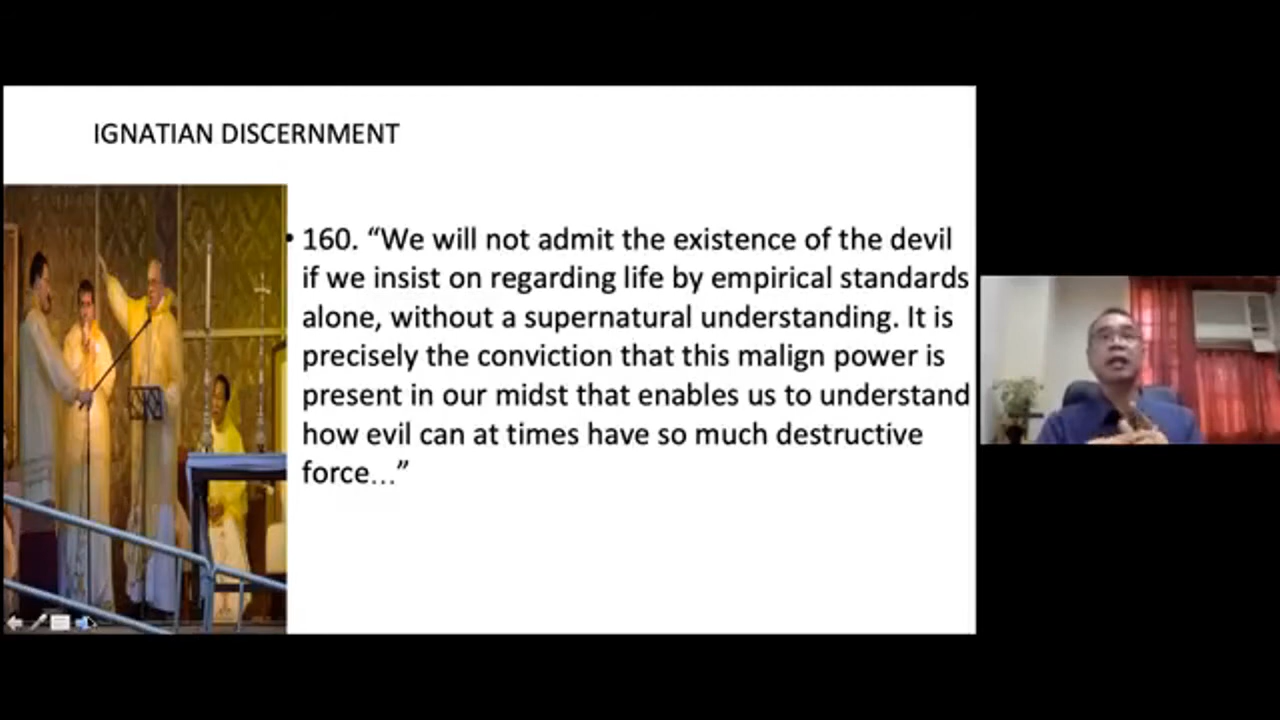 IGNATIAN DISCERNMENT
• 160. “We will not admit the existence of the devil
if we insist on regarding life by empirical standards
alone, without a supernatural understanding. It is
precisely the conviction that this malign power is
present in our midst that enables us to understand
how evil can at times have so much destructive
force…”